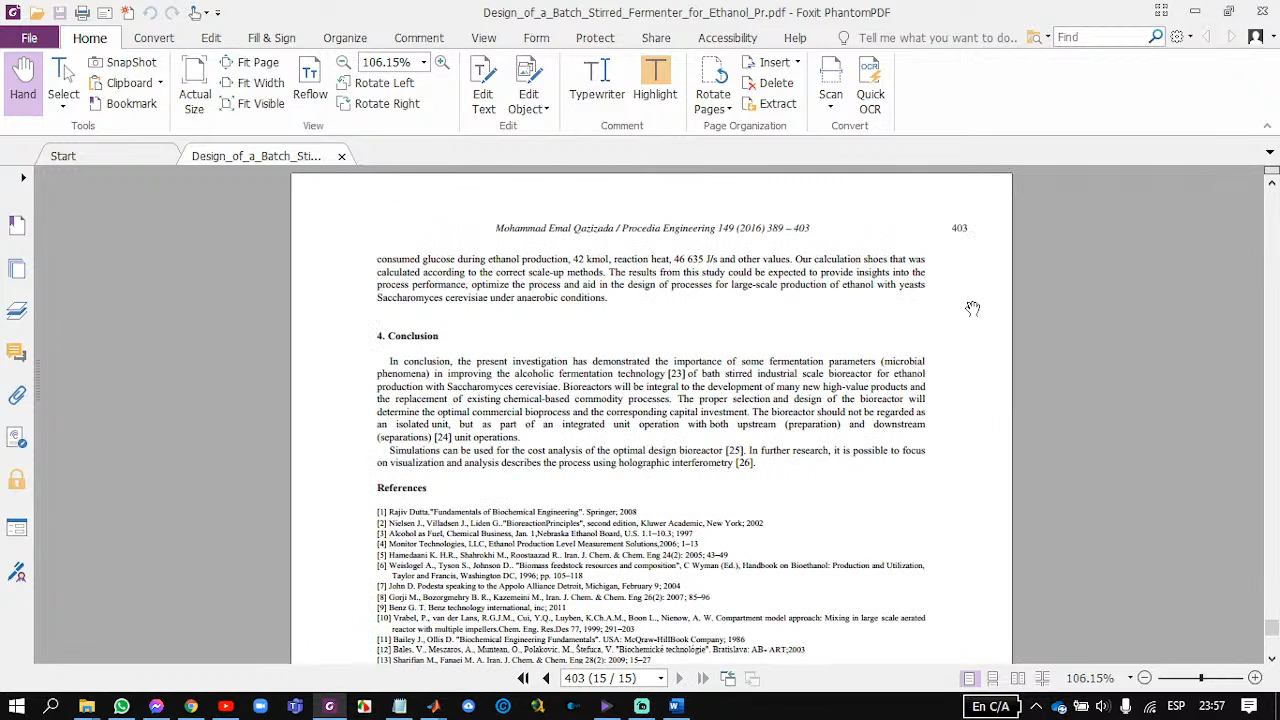 Design_of_a_Batch_Stirred_Fermenter_for_Ethanol_Pr.pdf - Foxit PhantomPDF
File Home Convert Edit Fill & Sign Organize Comment View Form Protect Share Accessibility Help Tell me what you want to do.. Find
Hand
Select
SnapShot
Clipboard
Bookmark
Tools
Actual Size
Fit Page
Fit Width
Fit Visible
Reflow
106.15%
Rotate Left
Rotate Right
View
Edit Text
Edit Object
Edit
Typewriter
Highlight
Comment
Rotate Pages
Insert
Delete
Extract
Page Organization
Scan
Quick OCR
Convert
Start Design_of_a_Batch_Sti...
Mohammad Emal Qazizada / Procedia Engineering 149 (2016) 389 – 403 403
consumed glucose during ethanol production, 42 kmol, reaction heat, 46 635 J/s and other values. Our calculation shoes that was
calculated according to the correct scale-up methods. The results from this study could be expected to provide insights into the
process performance, optimize the process and aid in the design of processes for large-scale production of ethanol with yeasts
Saccharomyces cerevisiae under anaerobic conditions.
4. Conclusion
In conclusion, the present investigation has demonstrated the importance of some fermentation parameters (microbial
phenomena) in improving the alcoholic fermentation technology [23] of bath stirred industrial scale bioreactor for ethanol
production with Saccharomyces cerevisiae. Bioreactors will be integral to the development of many new high-value products and
the replacement of existing chemical-based commodity processes. The proper selection and design of the bioreactor will
determine the optimal commercial bioprocess and the corresponding capital investment. The bioreactor should not be regarded as
an isolated unit, but as part of an integrated unit operation with both upstream (preparation) and downstream
(separations) [24] unit operations.
Simulations can be used for the cost analysis of the optimal design bioreactor [25]. In further research, it is possible to focus
on visualization and analysis describes the process using holographic interferometry [26].
References
[1] Rajiv Dutta,"Fundamentals of Biochemical Engineering". Springer; 2008
[2] Nielsen J., Villadsen J., Liden G.."BioreactionPrinciples", second edition, Kluwer Academic, New York; 2002
[3] Alcohol as Fuel, Chemical Business, Jan. 1,Nebraska Ethanol Board, U.S. 1.1–10.3; 1997
[4] Monitor Technologies, LLC, Ethanol Production Level Measurement Solutions,2006; 1–13
[5] Hamedaani K. H.R., Shahrokhi M., Roostaazad R.. Iran. J. Chem. & Chem. Eng 24(2): 2005; 43–49
[6] Weislogel A., Tyson S., Johnson D.. "Biomass feedstock resources and composition", C Wyman (Ed.), Handbook on Bioethanol: Production and Utilization,
Taylor and Francis, Washington DC, 1996; pp. 105–118
[7] John D. Podesta speaking to the Appolo Alliance Detroit, Michigan, February 9; 2004
[8] Gorji M., Bozorgmehry B. R., Kazemeini M., Iran. J. Chem. & Chem. Eng 26(2): 2007; 85–96
[9] Benz G. T. Benz technology international, inc; 2011
[10] Vrabel, P., van der Lans, R.G.J.M., Cui, Y.Q., Luyben, K.Ch.A.M., Boon L., Nienow, A. W. Compartment model approach: Mixing in large scale aerated
reactor with multiple impellers.Chem. Eng. Res.Des 77, 1999; 291–203
[11] Bailey J., Ollis D. "Biochemical Engineering Fundamentals". USA: McQraw-HillBook Company; 1986
[12] Bales, V., Meszaros, A., Muntean, O., Polakovic, M., Štefuca, V. "Biochemické technológie". Bratislava: AB- ART;2003
[13] Sharifian M., Fanaei M. A. Iran. J. Chem. & Chem. Eng 28(2): 2009; 15–27
403 (15 / 15) 106.15%
En C/A ESP 23:57